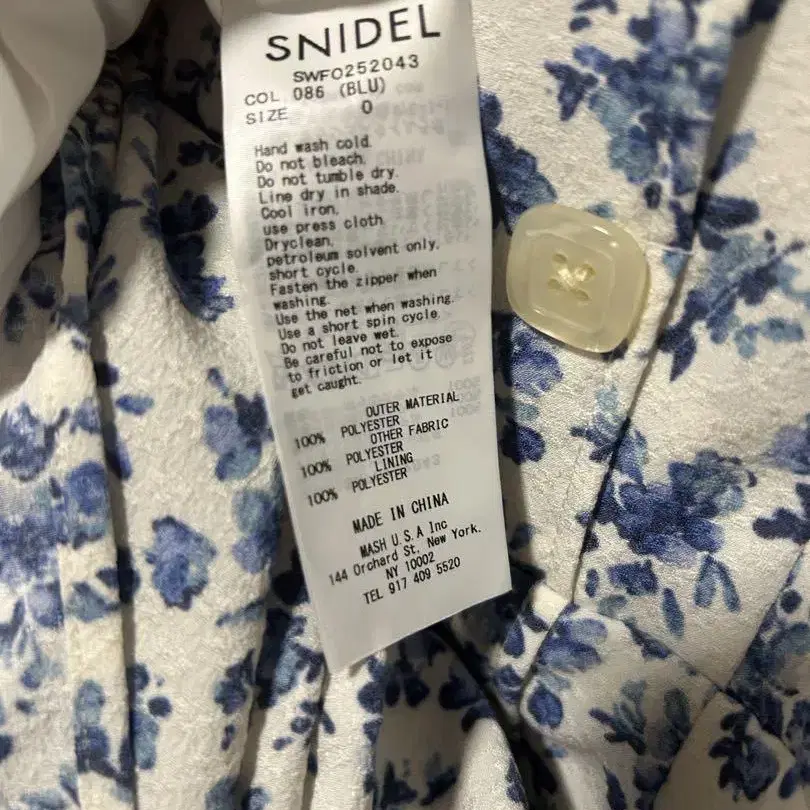 SNIDEL
SWFO252043
COL. 086 (BLU)
SIZE 0
Hand wash cold.
Do not bleach.
Do not tumble dry.
Line dry in shade.
Cool iron.
use press cloth
Dryclean,
petroleum solvent only.
short cycle.
Fasten the zipper when
washing.
Use the net when washing.
Use a short spin cycle.
Do not leave wet.
Be careful not to expose
to friction or let it
get caught.
OUTER MATERIAL
100% POLYESTER
OTHER FABRIC
100% POLYESTER
LINING
100% POLYESTER
MADE IN CHINA
MASH U.S.A Inc
144 Orchard St. New York.
NY 10002
TEL 917 409 5520